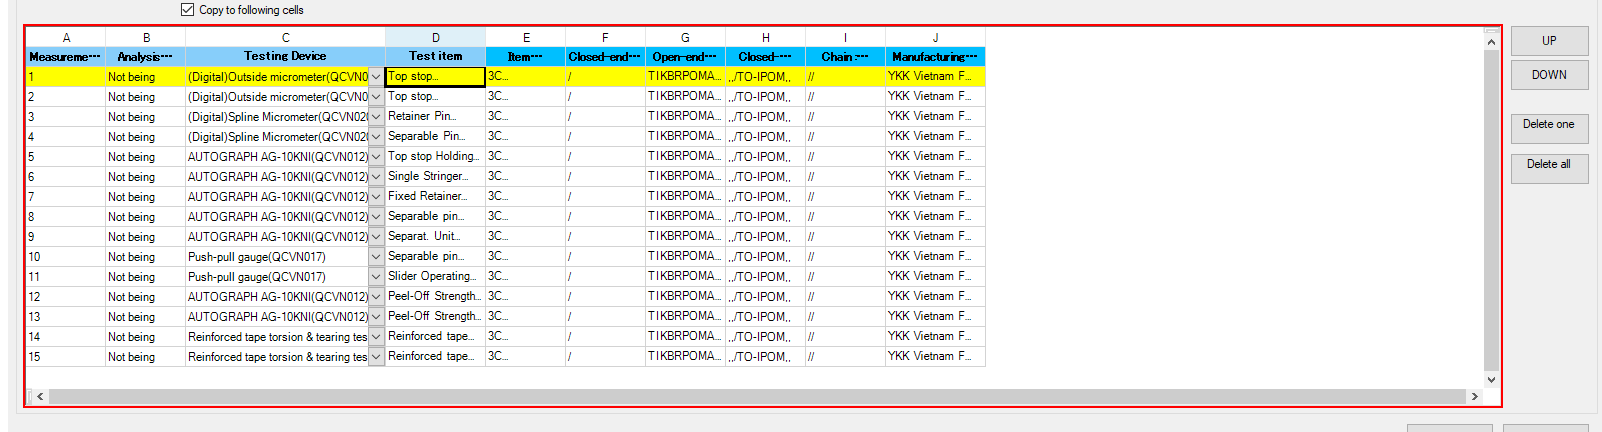 Copy to following cells
A B C D E F G H I J
Measureme--- Analysis--- Testing Device Test item Item--- Closed-end--- Open-end--- Closed---- Chain :--- Manufacturing---
1 Not being (Digital)Outside micrometer(QCVN0 Top stop... 3C... / TIKBRPOMA... ,,/TO-IPOM,, // YKK Vietnam F...
2 Not being (Digital)Outside micrometer(QCVN0 Top stop... 3C... / TIKBRPOMA... ,,/TO-IPOM,, // YKK Vietnam F...
3 Not being (Digital)Spline Micrometer(QCVN02( Retainer Pin... 3C... / TIKBRPOMA... ,,/TO-IPOM,, // YKK Vietnam F...
4 Not being (Digital)Spline Micrometer(QCVN02( Separable Pin... 3C... / TIKBRPOMA... ,,/TO-IPOM,, // YKK Vietnam F...
5 Not being AUTOGRAPH AG-10KNI(QCVN012) Top stop Holding... 3C... / TIKBRPOMA... ,,/TO-IPOM,, // YKK Vietnam F...
6 Not being AUTOGRAPH AG-10KNI(QCVN012) Single Stringer... 3C... / TIKBRPOMA... ,,/TO-IPOM,, // YKK Vietnam F...
7 Not being AUTOGRAPH AG-10KNI(QCVN012) Fixed Retainer... 3C... / TIKBRPOMA... ,,/TO-IPOM,, // YKK Vietnam F...
8 Not being AUTOGRAPH AG-10KNI(QCVN012) Separable pin... 3C... / TIKBRPOMA... ,,/TO-IPOM,, // YKK Vietnam F...
9 Not being AUTOGRAPH AG-10KNI(QCVN012) Separat. Unit... 3C... / TIKBRPOMA... ,,/TO-IPOM,, // YKK Vietnam F...
10 Not being Push-pull gauge(QCVN017) Separable pin... 3C... / TIKBRPOMA... ,,/TO-IPOM,, // YKK Vietnam F...
11 Not being Push-pull gauge(QCVN017) Slider Operating... 3C... / TIKBRPOMA... ,,/TO-IPOM,, // YKK Vietnam F...
12 Not being AUTOGRAPH AG-10KNI(QCVN012) Peel-Off Strength... 3C... / TIKBRPOMA... ,,/TO-IPOM,, // YKK Vietnam F...
13 Not being AUTOGRAPH AG-10KNI(QCVN012) Peel-Off Strength... 3C... / TIKBRPOMA... ,,/TO-IPOM,, // YKK Vietnam F...
14 Not being Reinforced tape torsion & tearing tes Reinforced tape... 3C... / TIKBRPOMA... ,,/TO-IPOM,, // YKK Vietnam F...
15 Not being Reinforced tape torsion & tearing tes Reinforced tape... 3C... / TIKBRPOMA... ,,/TO-IPOM,, // YKK Vietnam F...
UP
DOWN
Delete one
Delete all